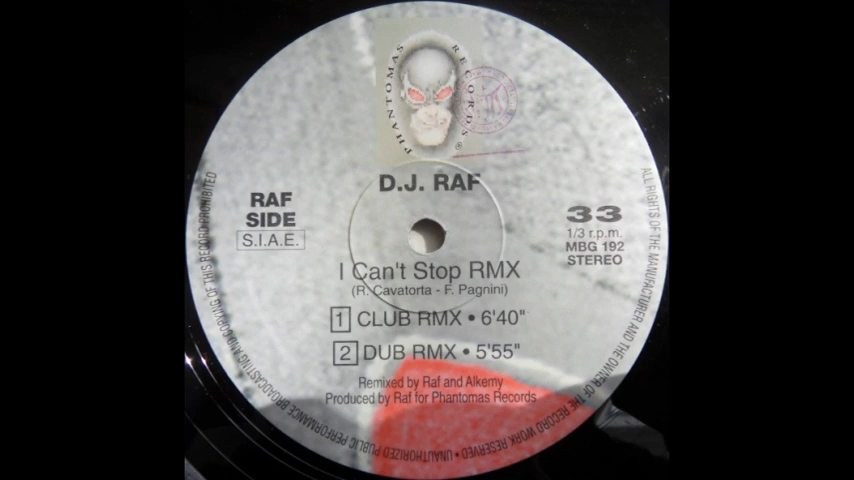 PHANTOMAS RECORDS®
D.J. RAF
RAF
SIDE
S.I.A.E.
33
1/3 r.p.m.
MBG 192
STEREO
I Can't Stop RMX
(R. Cavatorta - F. Pagnini)
1 CLUB RMX • 6'40"
2 DUB RMX • 5'55"
Remixed by Raf and Alkemy
Produced by Raf for Phantomas Records
ALL RIGHTS OF THE MANUFACTURER AND THE OWNER OF THE RECORD WORK RESERVED • UNAUTHORIZED PUBLIC PERFORMANCE BROADCASTING AND COPYING OF THIS RECORD PROHIBITED